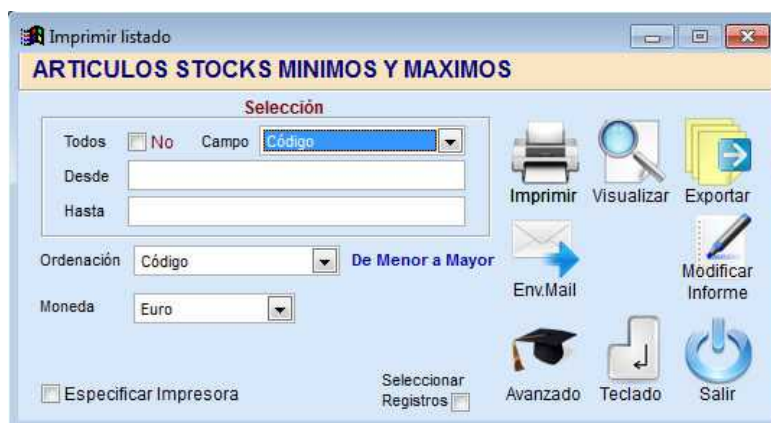 Imprimir listado
ARTICULOS STOCKS MINIMOS Y MAXIMOS
Selección
Todos No Campo Código
Desde
Hasta
Imprimir Visualizar Exportar
Ordenación Código De Menor a Mayor
Env.Mail Modificar Informe
Moneda Euro
Especificar Impresora
Seleccionar
Registros
Avanzado Teclado Salir